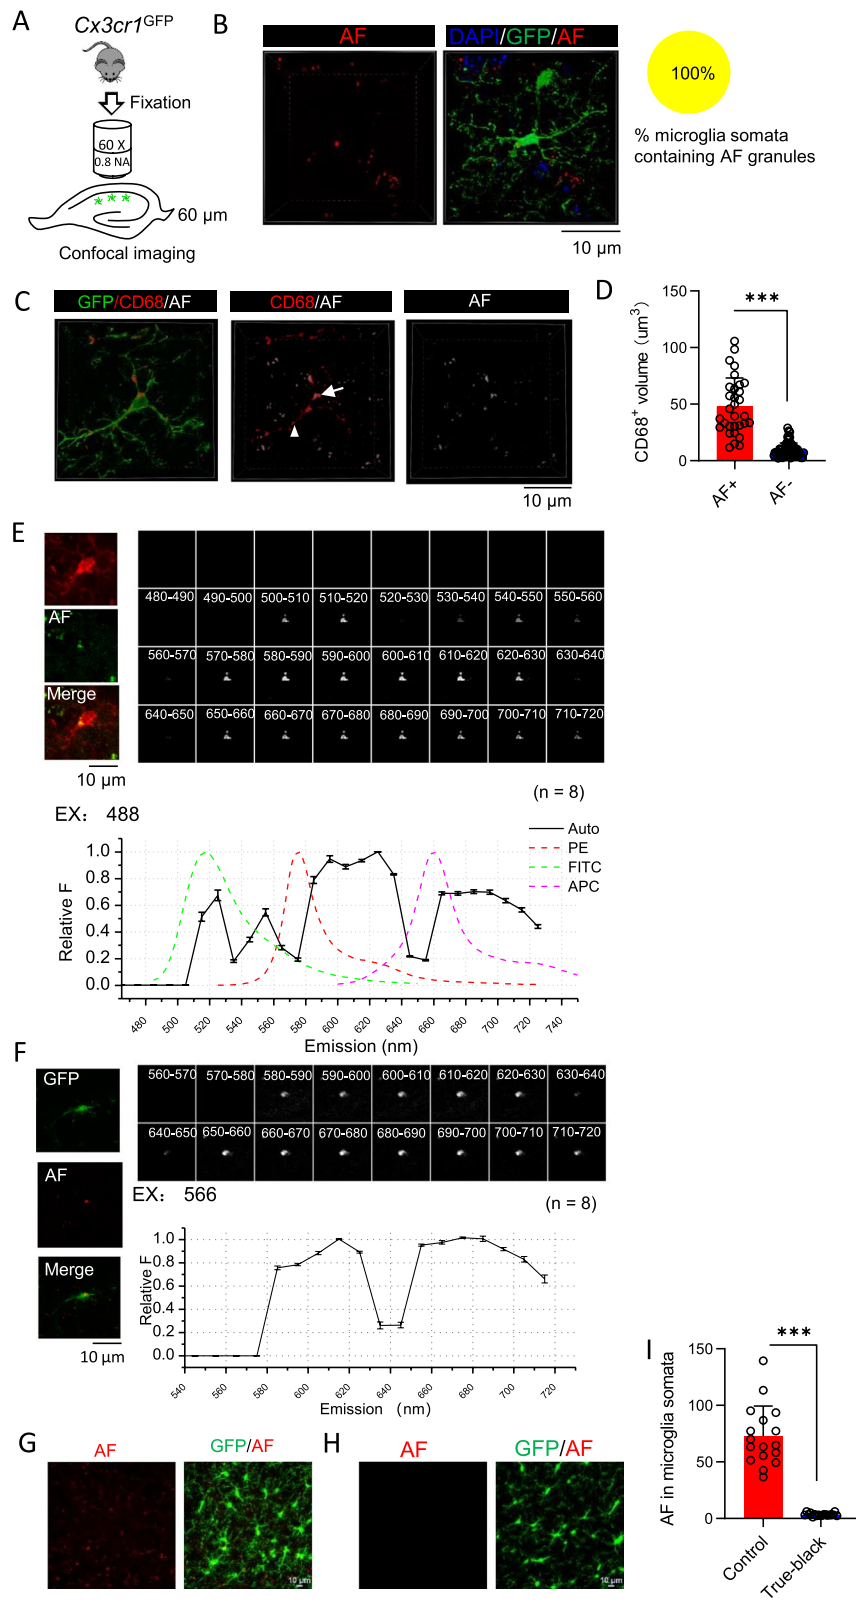 A
Cx3cr1GFP
Fixation
60 X
0.8 NA
60 µm
Confocal imaging
B
AF
DAPI/GFP/AF
10 µm
100%
% microglia somata
containing AF granules
C
GFP/CD68/AF
CD68/AF
AF
10 µm
D
CD68+ volume (um3)
150
100
50
0
***
AF+
AF-
E
AF
Merge
10 µm
480-490 490-500 500-510 510-520 520-530 530-540 540-550 550-560
560-570 570-580 580-590 590-600 600-610 610-620 620-630 630-640
640-650 650-660 660-670 670-680 680-690 690-700 700-710 710-720
(n = 8)
EX: 488
Auto
PE
FITC
APC
Relative F
1.0
0.8
0.6
0.4
0.2
0.0
480 500 520 540 560 580 600 620 640 660 680 700 720 740
Emission (nm)
F
GFP
AF
Merge
10 µm
560-570 570-580 580-590 590-600 600-610 610-620 620-630 630-640
640-650 650-660 660-670 670-680 680-690 690-700 700-710 710-720
EX: 566
(n = 8)
Relative F
1.0
0.8
0.6
0.4
0.2
0.0
540 560 580 600 620 640 660 680 700 720
Emission (nm)
G
AF
GFP/AF
10 µm
H
AF
GFP/AF
10 µm
I
AF in microglia somata
150
100
50
0
***
Control
True-black